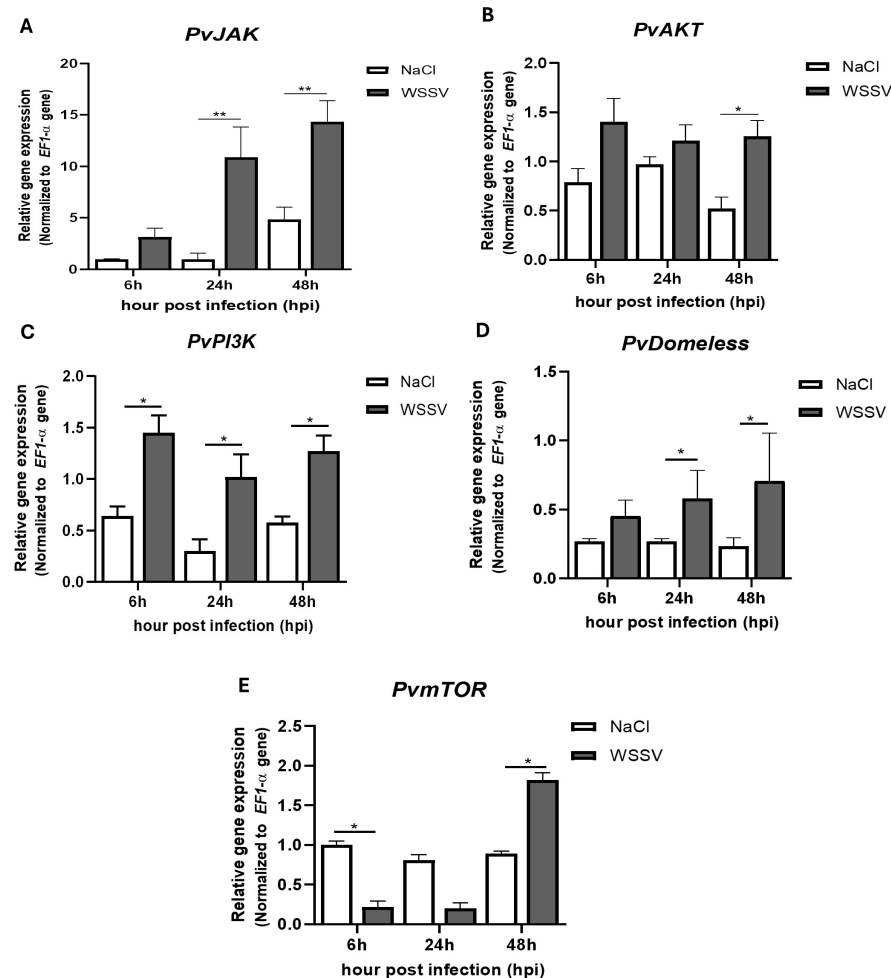 A
PvJAK
Relative gene expression
(Normalized to EF1-α gene)
20
15
10
5
0
**
**
6h 24h 48h
hour post infection (hpi)
NaCl
WSSV
B
PvAKT
Relative gene expression
(Normalized to EF1-α gene)
2.0
1.5
1.0
0.5
0.0
*
6h 24h 48h
hour post infection (hpi)
NaCl
WSSV
C
PvPI3K
Relative gene expression
(Normalized to EF1-α gene)
2.0
1.5
1.0
0.5
0.0
*
*
*
6h 24h 48h
hour post infection (hpi)
NaCl
WSSV
D
PvDomeless
Relative gene expression
(Normalized to EF1-α gene)
1.5
1.0
0.5
0.0
*
*
6h 24h 48h
hour post infection (hpi)
NaCl
WSSV
E
PvmTOR
Relative gene expression
(Normalized to EF1-α gene)
2.5
2.0
1.5
1.0
0.5
0.0
*
*
6h 24h 48h
hour post infection (hpi)
NaCl
WSSV